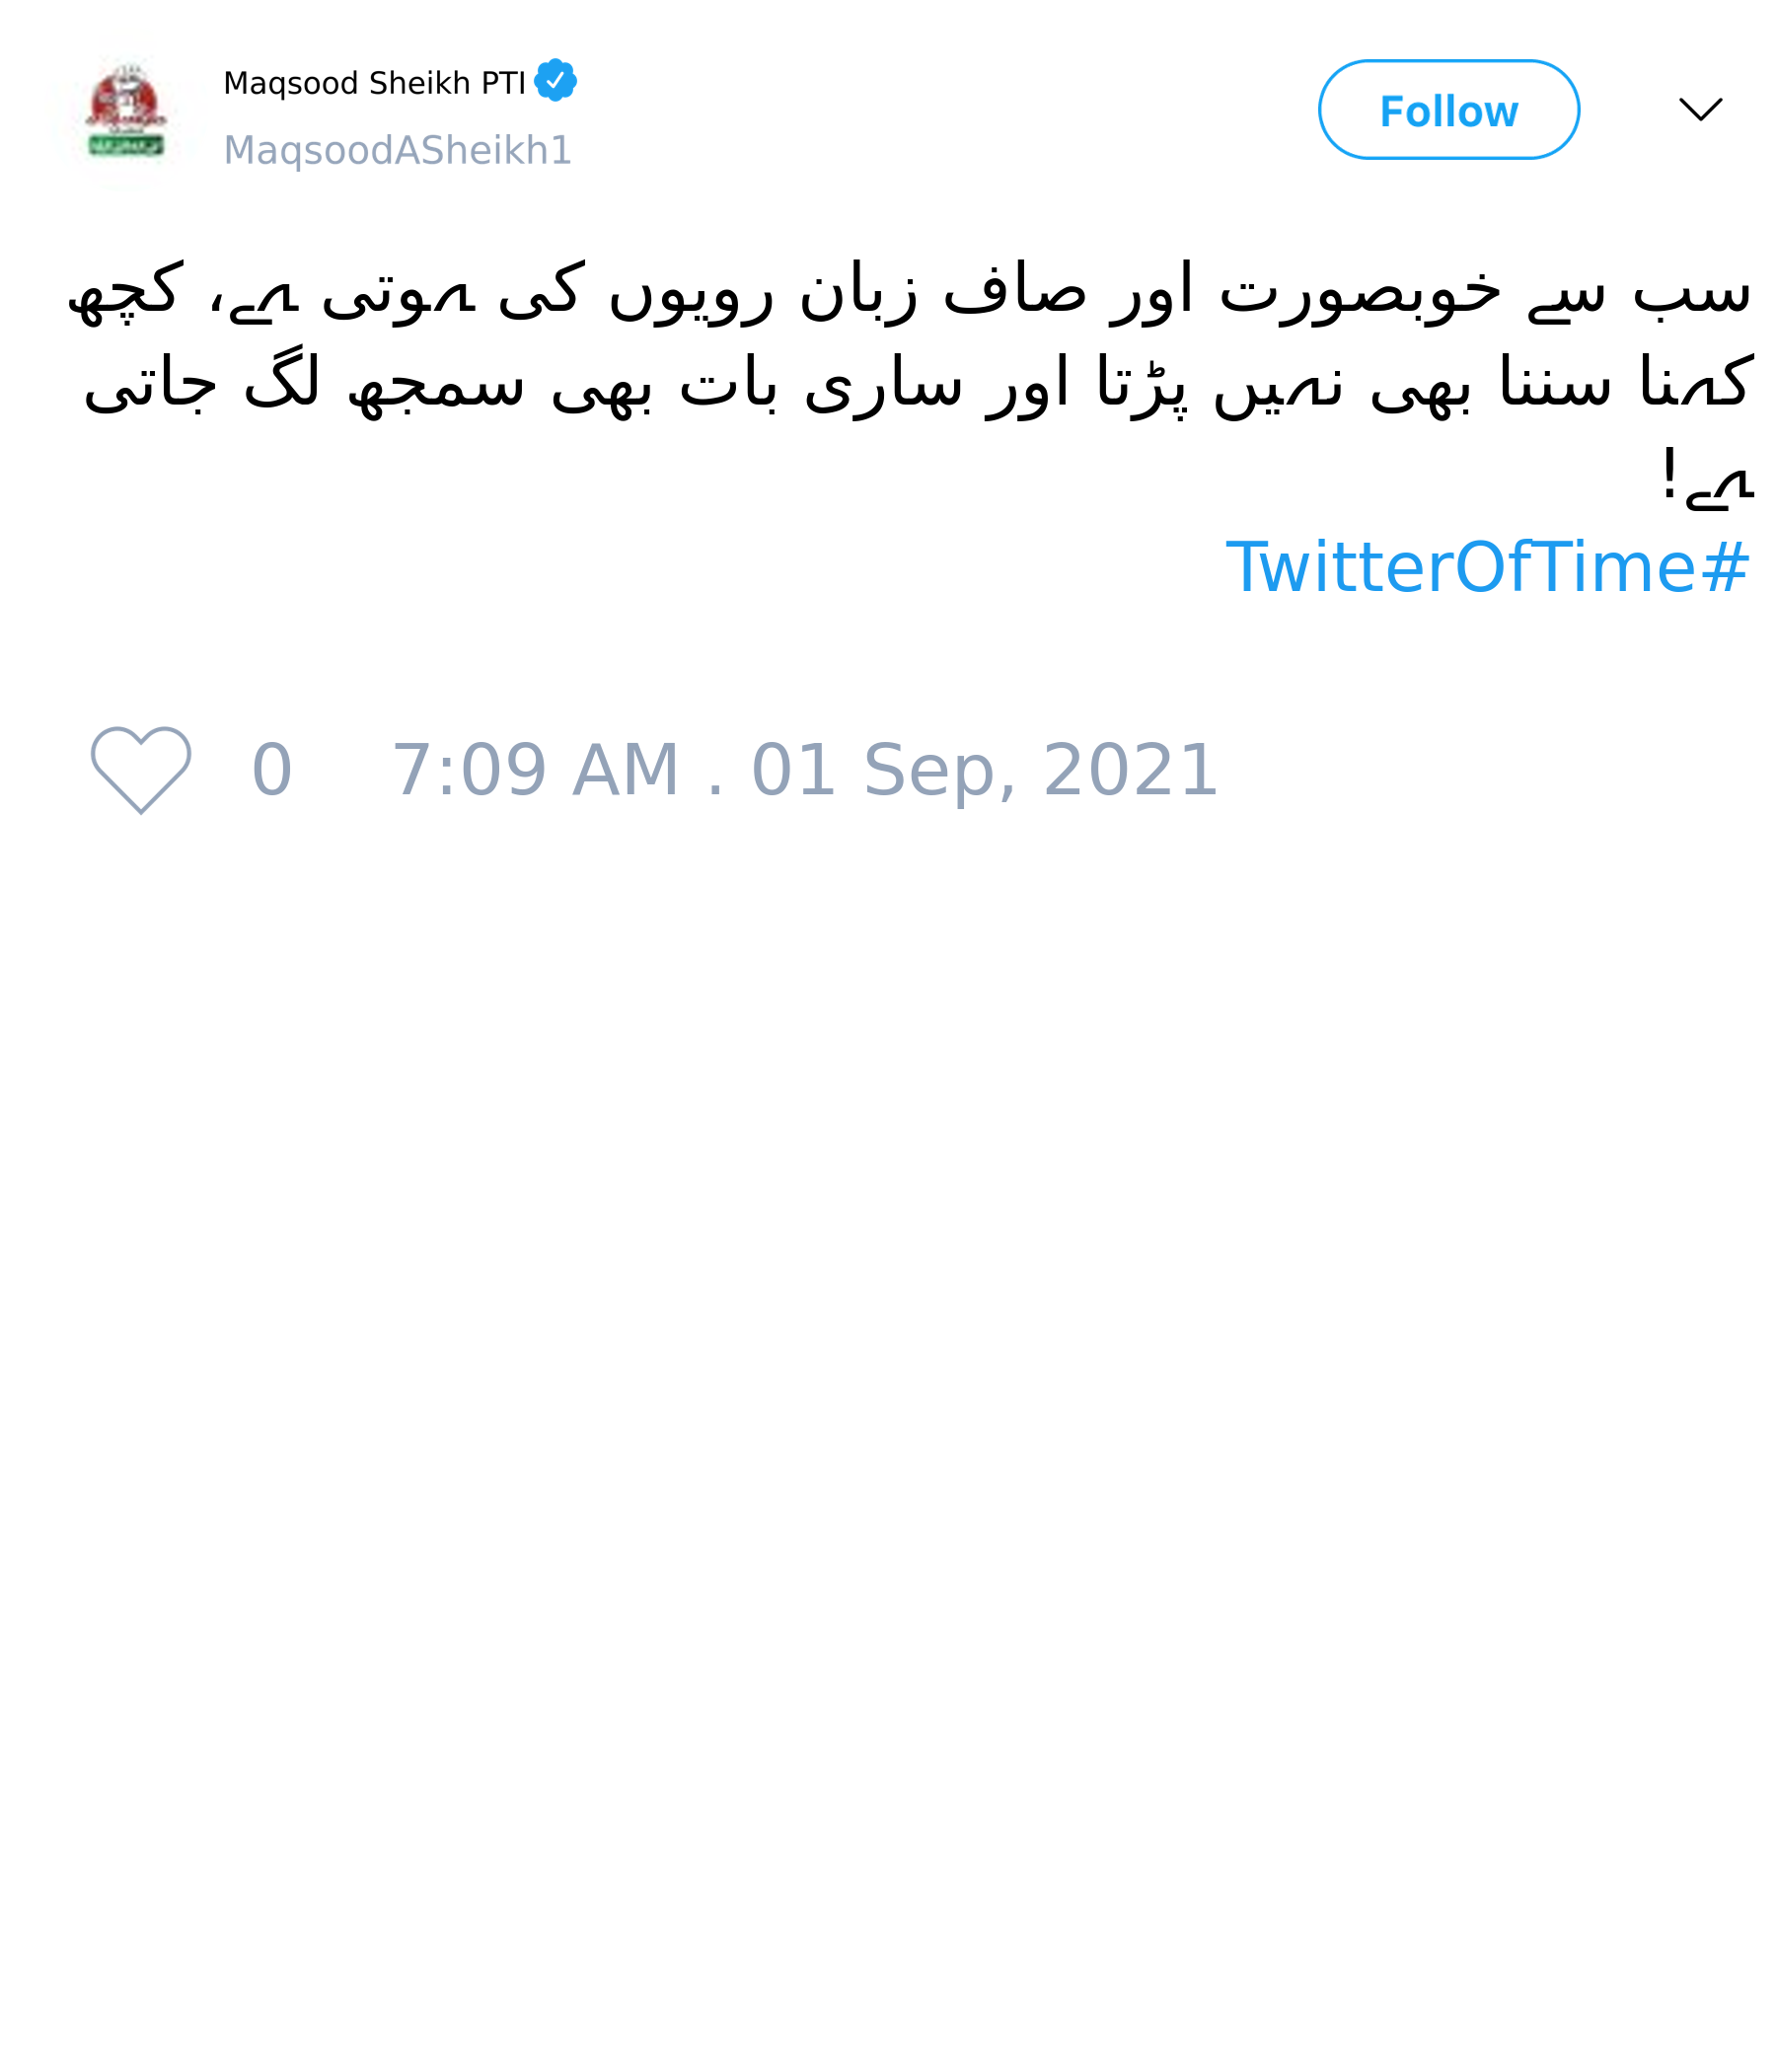 Maqsood Sheikh PTI
Follow
MaqsoodASheikh1
سب سے خوبصورت اور صاف زبان رویوں کی ہوتی ہے، کچھ
کہنا سننا بھی نہیں پڑتا اور ساری بات بھی سمجھ لگ جاتی
ہے!
#TwitterOfTime
0 7:09 AM . 01 Sep, 2021